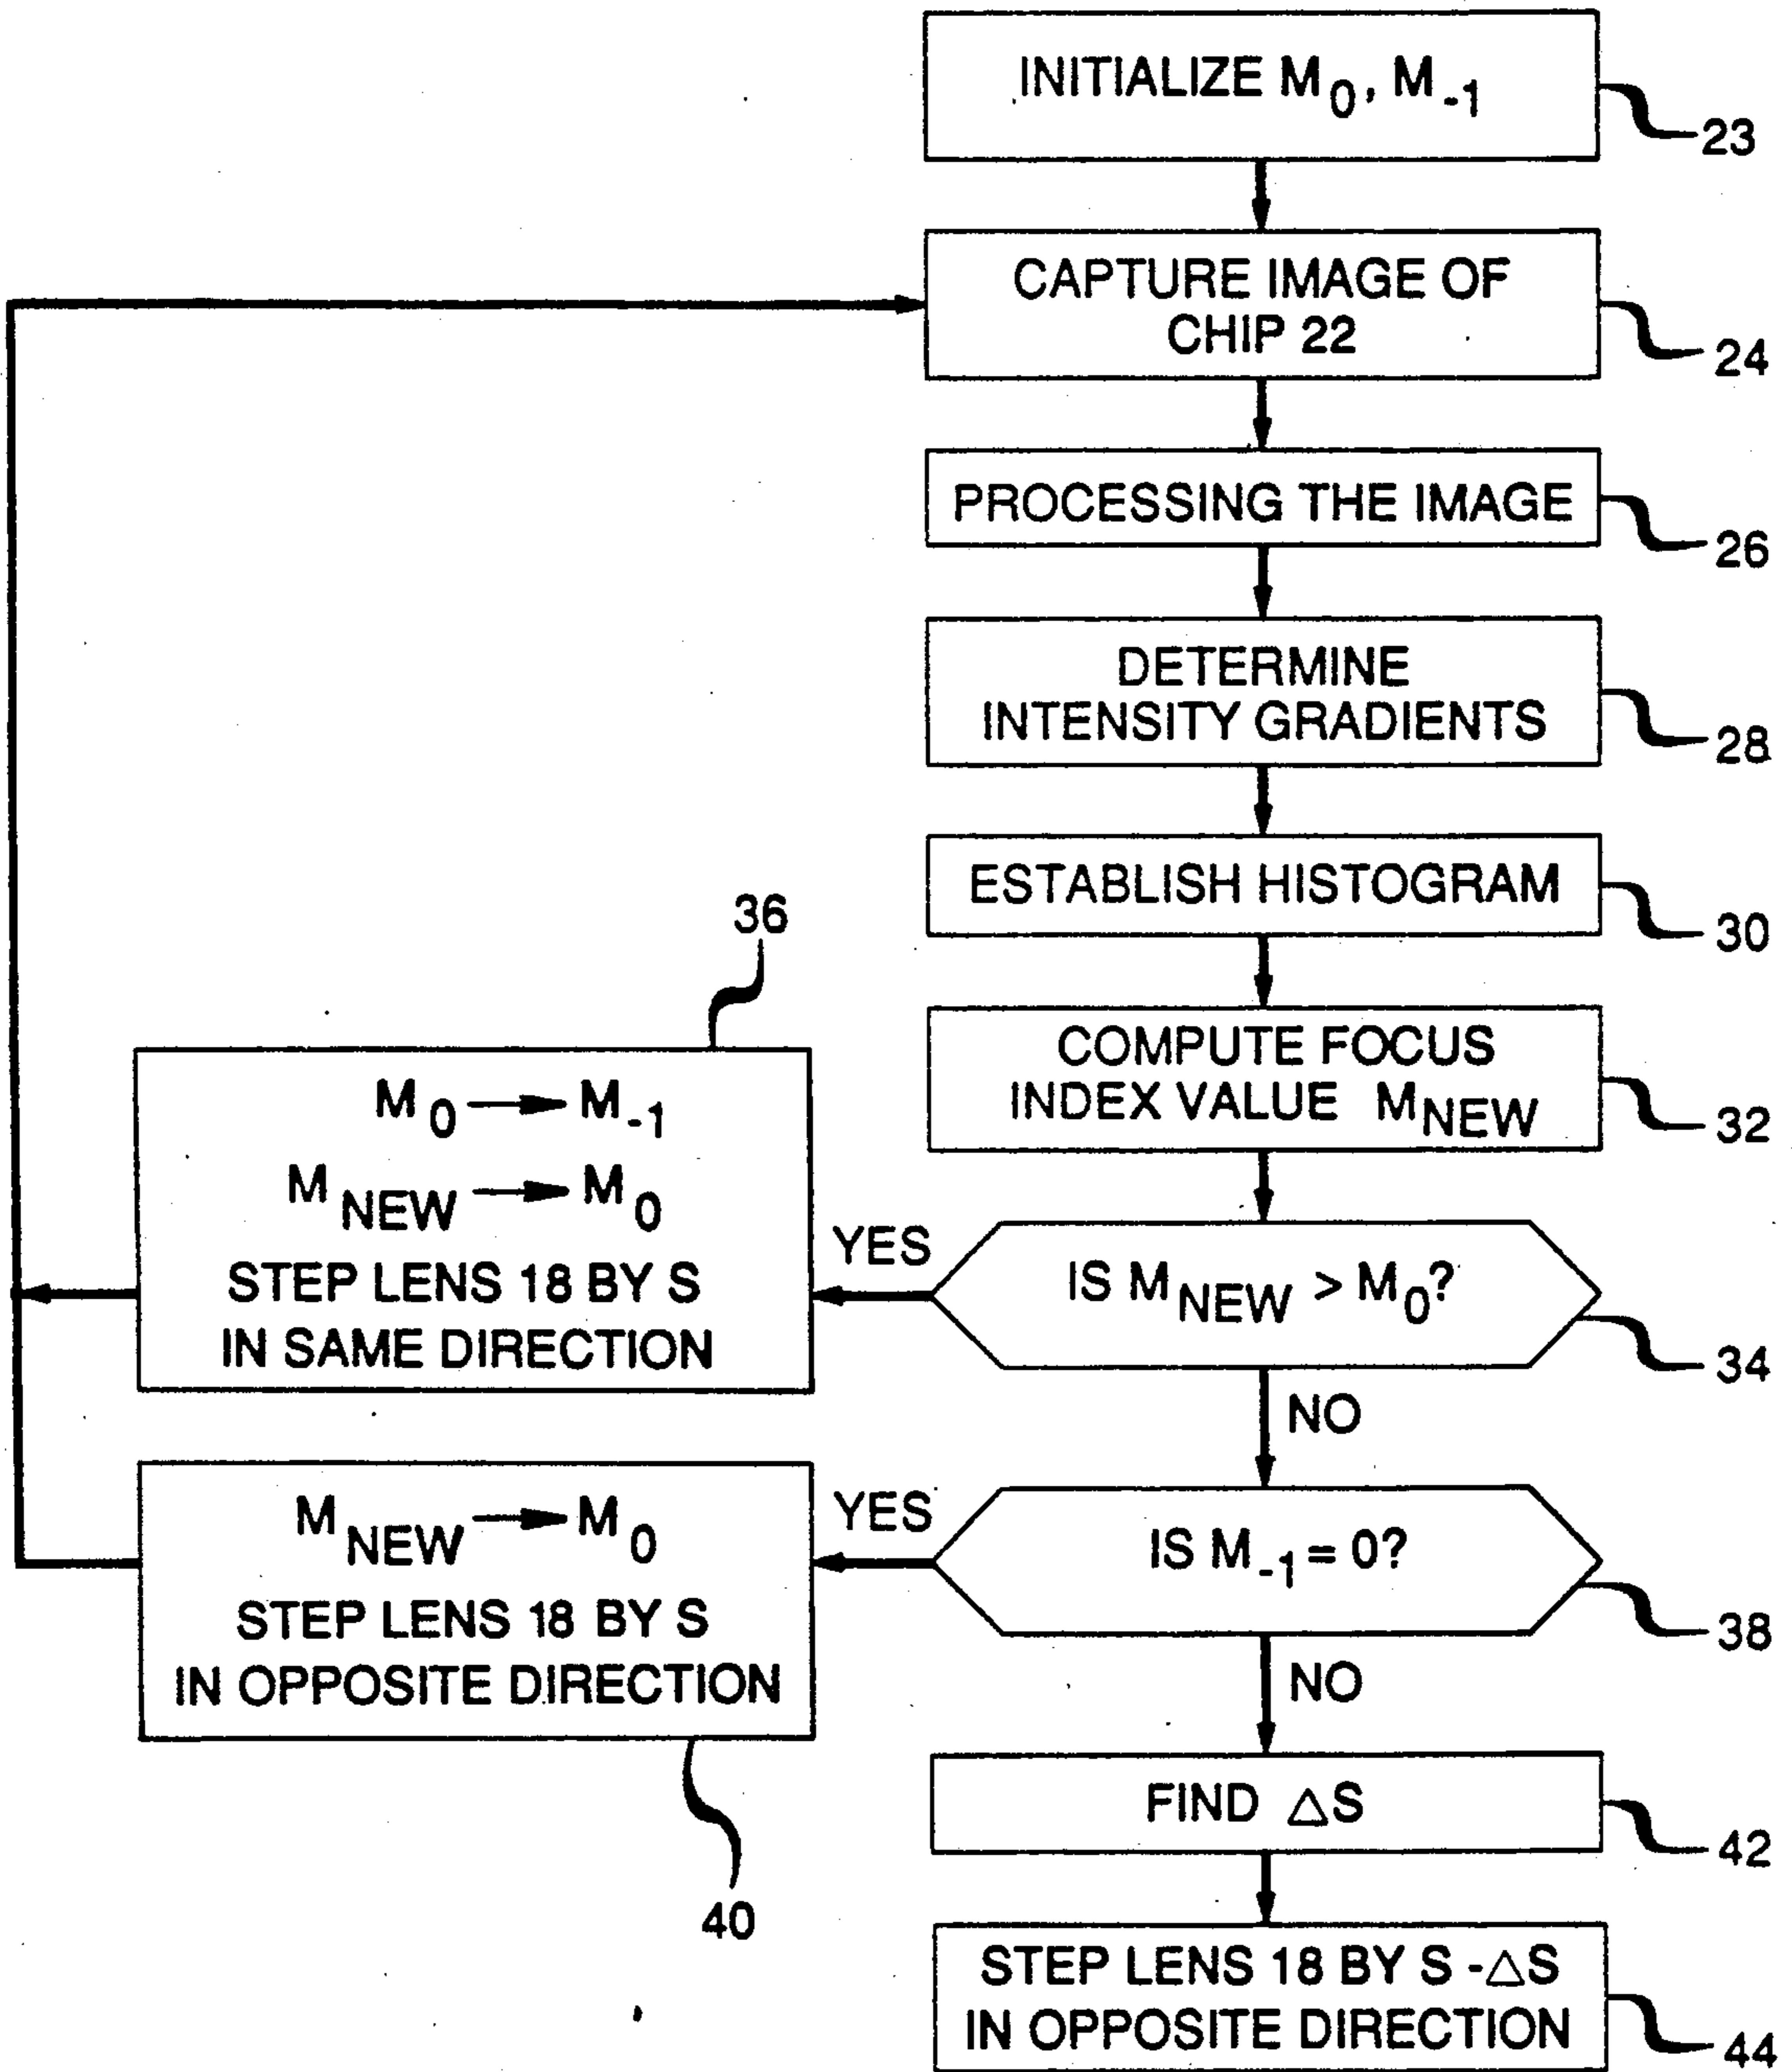 INITIALIZE M0, M-1
23
CAPTURE IMAGE OF
CHIP 22
24
PROCESSING THE IMAGE
26
DETERMINE
INTENSITY GRADIENTS
28
ESTABLISH HISTOGRAM
30
COMPUTE FOCUS
INDEX VALUE MNEW
32
IS MNEW > M0?
34
YES
NO
36
M0 → M-1
MNEW → M0
STEP LENS 18 BY S
IN SAME DIRECTION
IS M-1 = 0?
38
YES
NO
MNEW → M0
STEP LENS 18 BY S
IN OPPOSITE DIRECTION
40
FIND △S
42
STEP LENS 18 BY S -△S
IN OPPOSITE DIRECTION
44